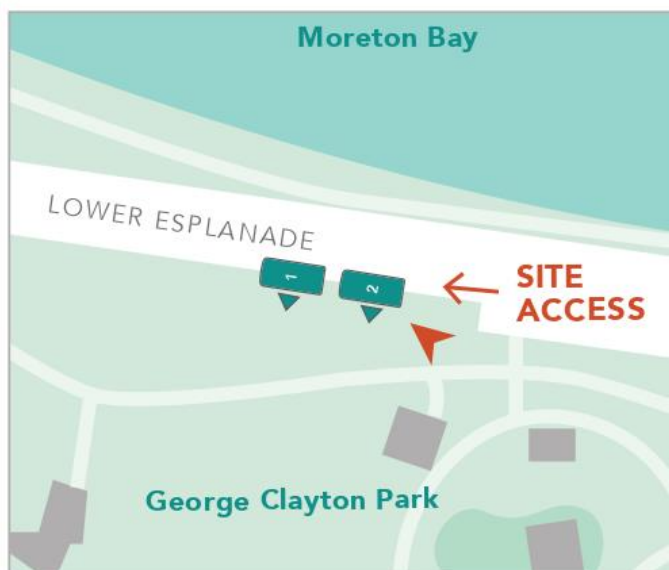 Moreton Bay
LOWER ESPLANADE
1
2
SITE
ACCESS
George Clayton Park